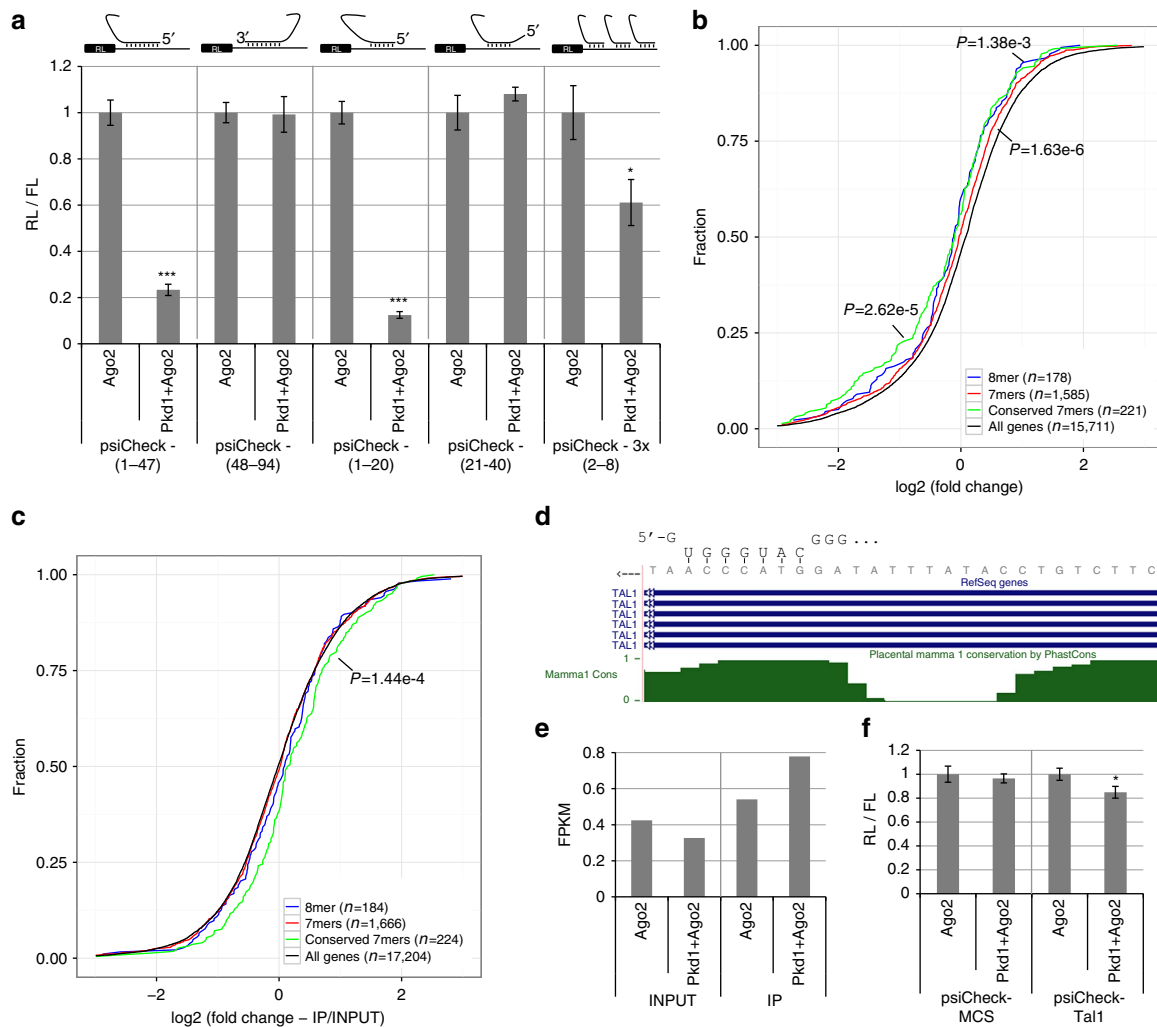 a
5′
3′
5′
5′
RL
RL
RL
RL
RL
1.2
1
0.8
0.6
0.4
0.2
0
RL / FL
***
***
*
Ago2
Pkd1+Ago2
Ago2
Pkd1+Ago2
Ago2
Pkd1+Ago2
Ago2
Pkd1+Ago2
Ago2
Pkd1+Ago2
psiCheck -
(1–47)
psiCheck -
(48–94)
psiCheck -
(1–20)
psiCheck -
(21-40)
psiCheck - 3x
(2–8)
b
1.00
0.75
0.50
0.25
0.00
Fraction
P=1.38e-3
P=1.63e-6
P=2.62e-5
8mer (n=178)
7mers (n=1,585)
Conserved 7mers (n=221)
All genes (n=15,711)
−2
0
2
log2 (fold change)
c
1.00
0.75
0.50
0.25
0.00
Fraction
P=1.44e-4
8mer (n=184)
7mers (n=1,666)
Conserved 7mers (n=224)
All genes (n=17,204)
−2
0
2
log2 (fold change − IP/INPUT)
d
5′-G
UGGGUAC
GGG...
<---
T A A C C C A T G G A T A T T T A T A C C T G T C T T C
RefSeq genes
TAL1
TAL1
TAL1
TAL1
TAL1
TAL1
Placental mamma 1 conservation by PhastCons
1
Mamma1 Cons
0
e
0.8
0.6
0.4
0.2
0
FPKM
Ago2
Pkd1+Ago2
Ago2
Pkd1+Ago2
INPUT
IP
f
1.2
1
0.8
0.6
0.4
0.2
0
RL / FL
*
Ago2
Pkd1+Ago2
Ago2
Pkd1+Ago2
psiCheck-
MCS
psiCheck-
Tal1